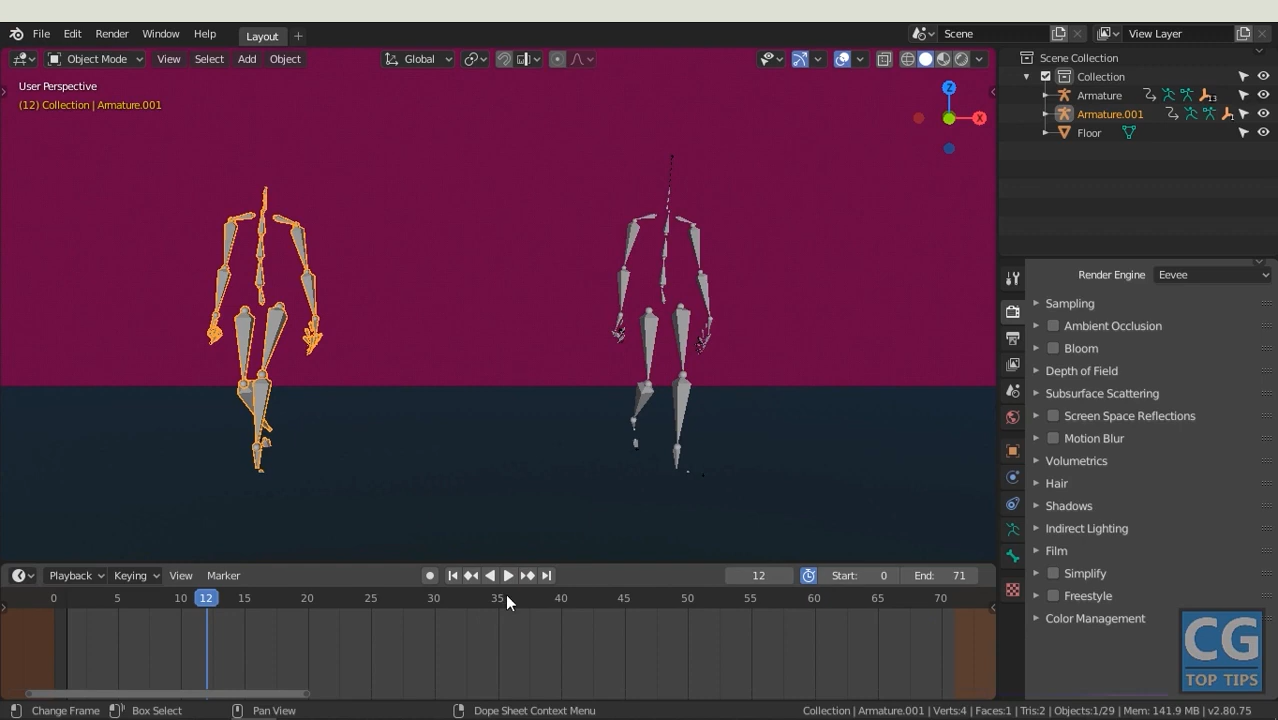 File Edit Render Window Help Layout + Scene View Layer
Object Mode View Select Add Object Global
User Perspective
(12) Collection | Armature.001
Z
X
Scene Collection
Collection
Armature 13
Armature.001 1
Floor
Render Engine Eevee
Sampling
Ambient Occlusion
Bloom
Depth of Field
Subsurface Scattering
Screen Space Reflections
Motion Blur
Volumetrics
Hair
Shadows
Indirect Lighting
Film
Simplify
Freestyle
Color Management
Playback Keying View Marker 12 Start: 0 End: 71
0 5 10 12 15 20 25 30 35 40 45 50 55 60 65 70
CG
TOP TIPS
Change Frame Box Select Pan View Dope Sheet Context Menu Collection | Armature.001 | Verts:4 | Faces:1 | Tris:2 | Objects:1/29 | Mem: 141.9 MB | v2.80.75